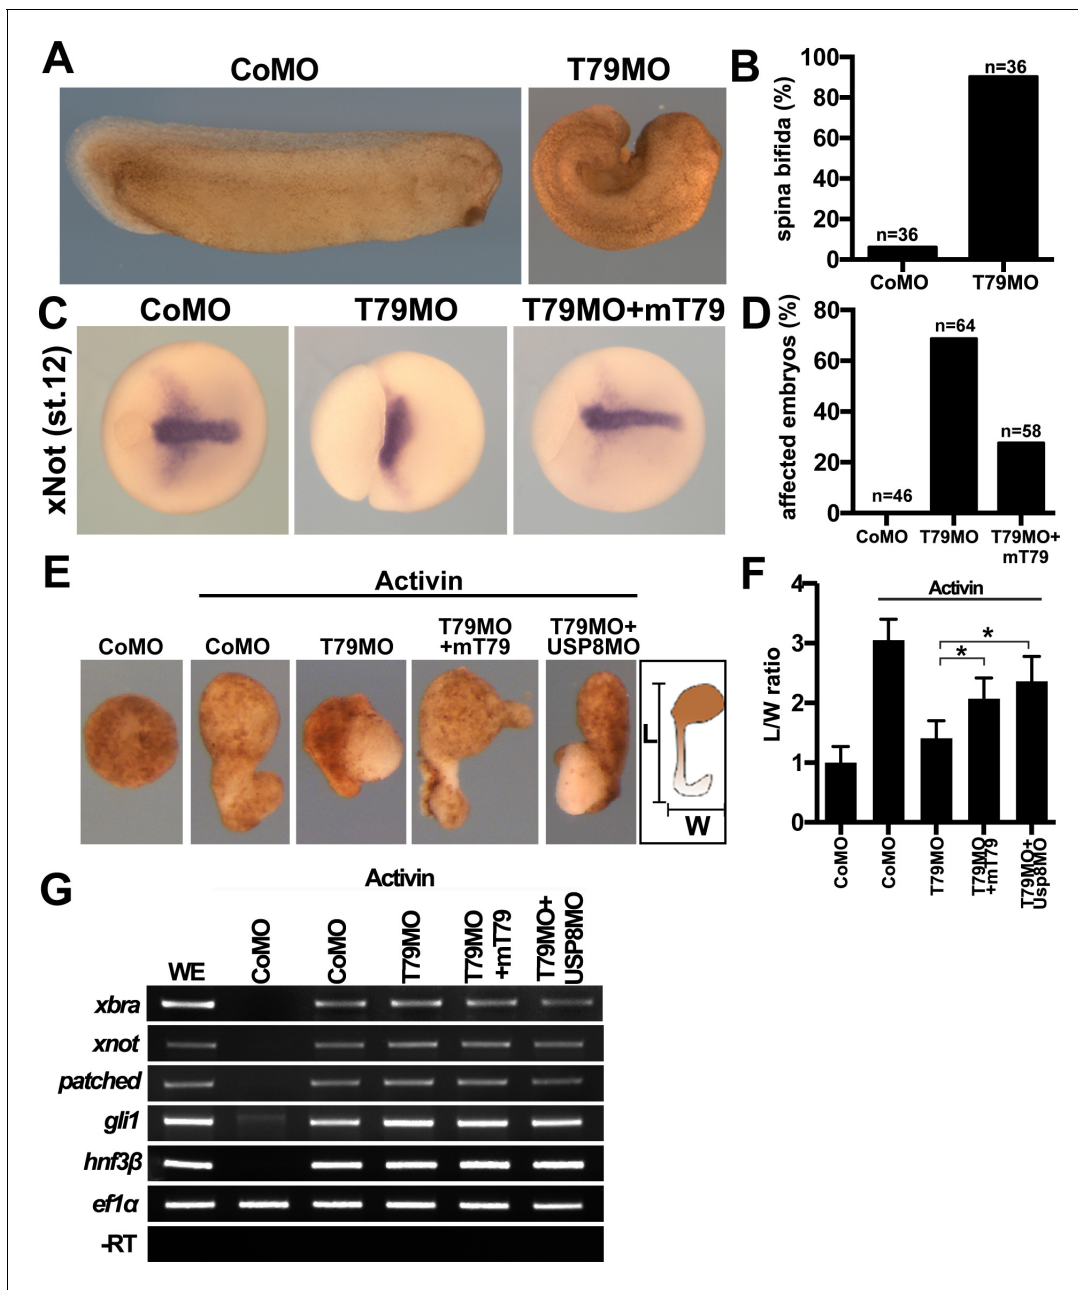 A
CoMO
T79MO
B
spina bifida (%)
100
80
60
40
20
0
n=36
n=36
CoMO
T79MO
C
CoMO
T79MO
T79MO+mT79
xNot (st.12)
D
affected embryos (%)
80
60
40
20
0
n=46
n=64
n=58
CoMO
T79MO
T79MO+
mT79
E
Activin
CoMO
CoMO
T79MO
T79MO
+mT79
T79MO+
USP8MO
L
W
F
L/W ratio
4
3
2
1
0
Activin
*
*
CoMO
CoMO
T79MO
T79MO
+mT79
T79MO+
Usp8MO
G
Activin
WE
CoMO
CoMO
T79MO
T79MO
+mT79
T79MO+
USP8MO
xbra
xnot
patched
gli1
hnf3β
ef1α
-RT